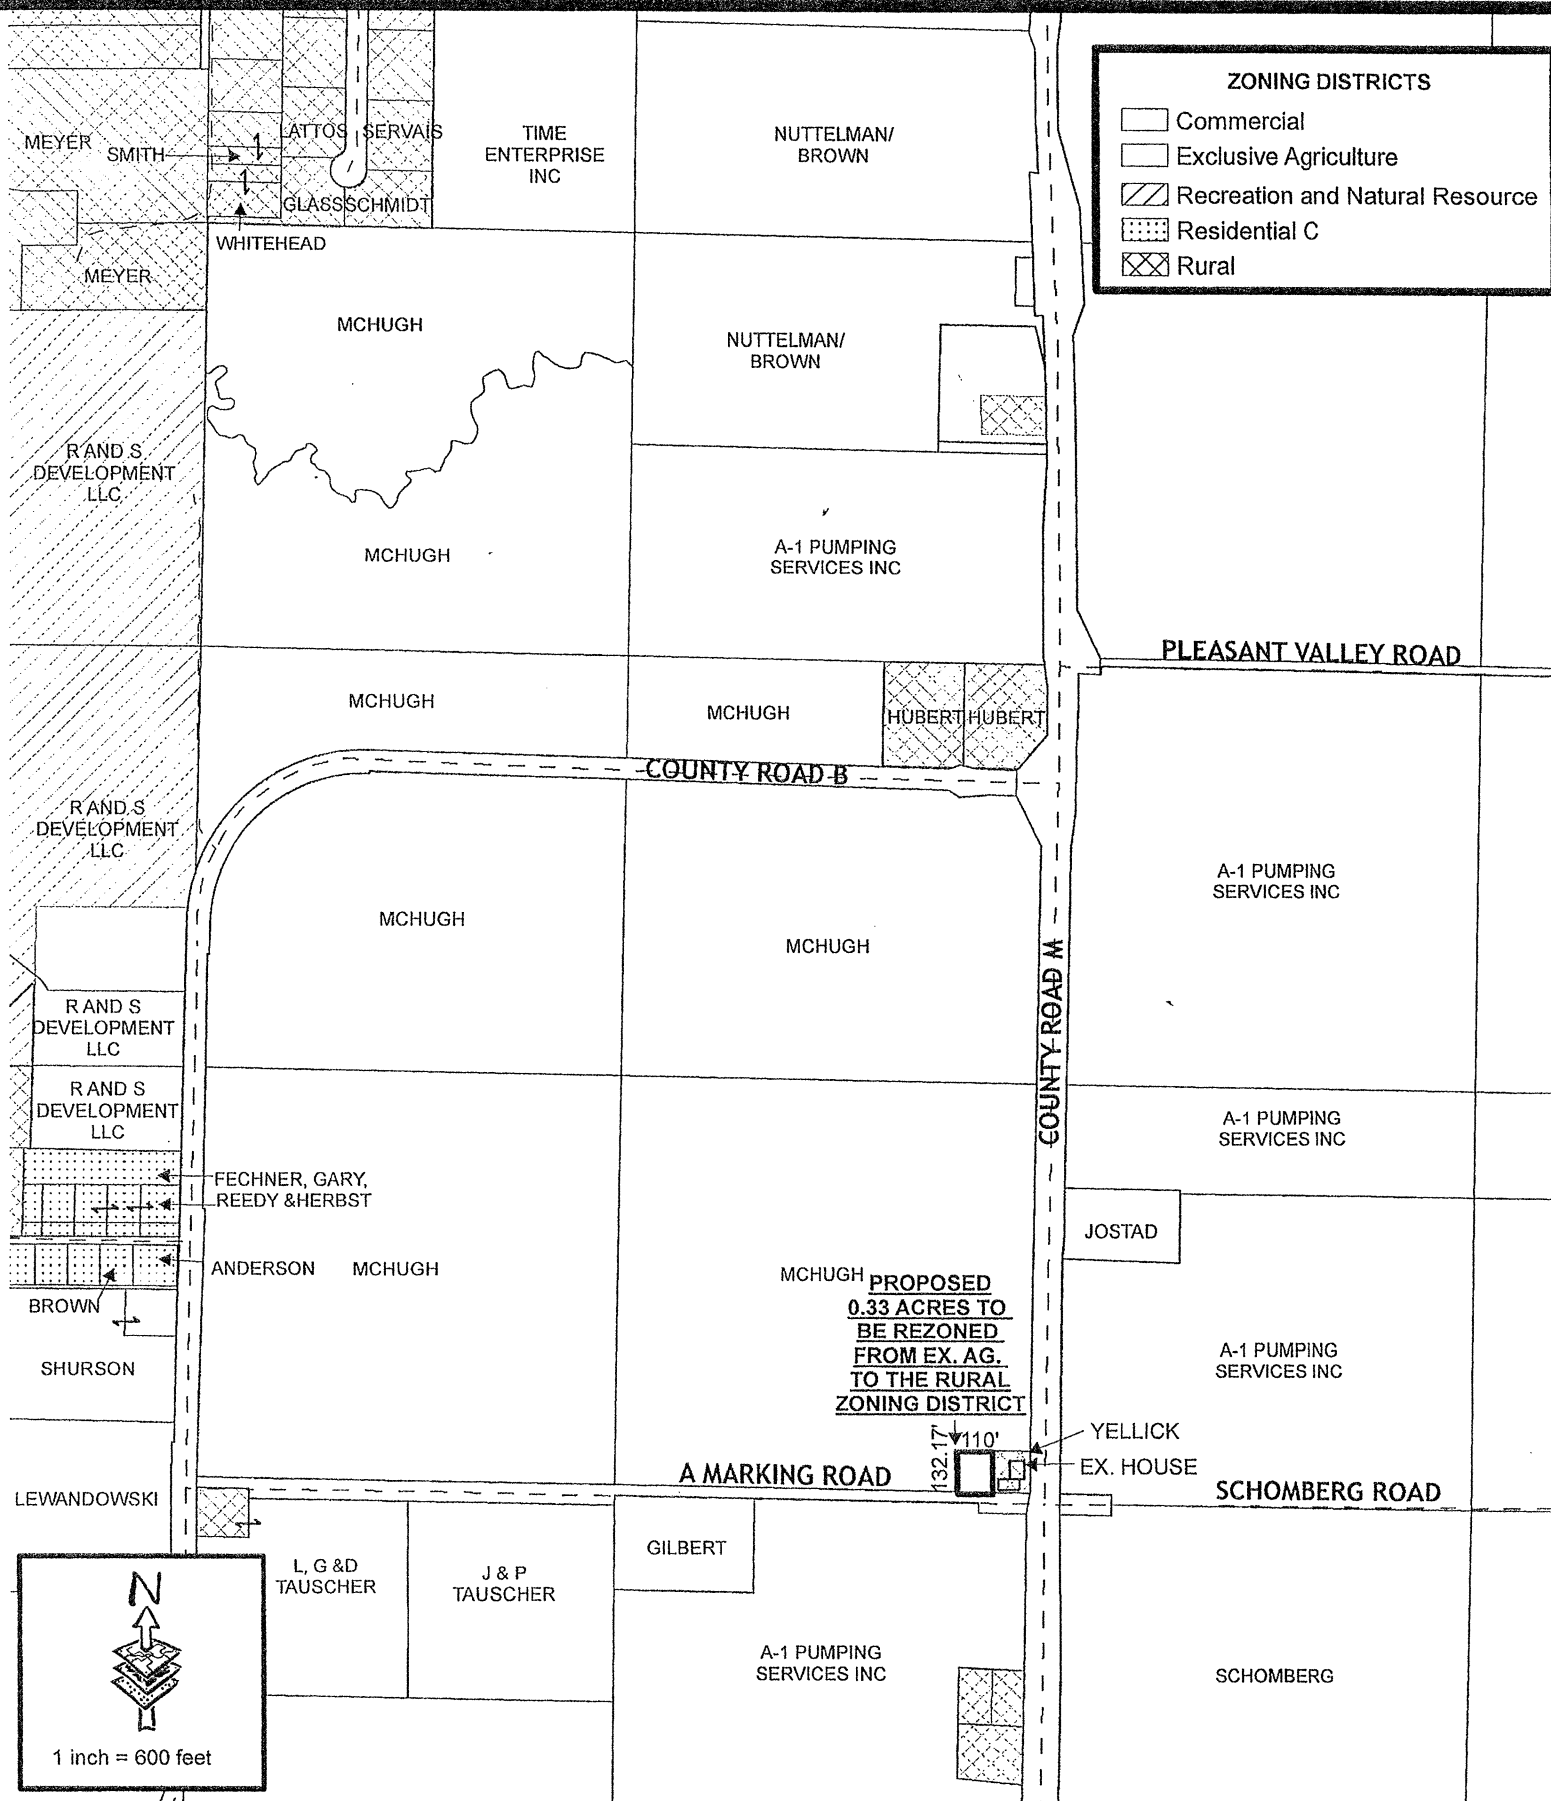 ZONING DISTRICTS
Commercial
Exclusive Agriculture
Recreation and Natural Resource
Residential C
Rural
MEYER
SMITH
LATTOS
SERVAIS
GLASS
SCHMIDT
WHITEHEAD
TIME
ENTERPRISE
INC
NUTTELMAN/
BROWN
MEYER
MCHUGH
NUTTELMAN/
BROWN
R AND S
DEVELOPMENT
LLC
MCHUGH
A-1 PUMPING
SERVICES INC
PLEASANT VALLEY ROAD
MCHUGH
MCHUGH
HUBERT
HUBERT
COUNTY ROAD B
R AND S
DEVELOPMENT
LLC
MCHUGH
MCHUGH
A-1 PUMPING
SERVICES INC
COUNTY ROAD M
R AND S
DEVELOPMENT
LLC
R AND S
DEVELOPMENT
LLC
A-1 PUMPING
SERVICES INC
FECHNER, GARY,
REEDY &HERBST
JOSTAD
ANDERSON
MCHUGH
MCHUGH
BROWN
PROPOSED
0.33 ACRES TO
BE REZONED
FROM EX. AG.
TO THE RURAL
ZONING DISTRICT
SHURSON
A-1 PUMPING
SERVICES INC
132.17'
110'
YELLICK
EX. HOUSE
A MARKING ROAD
SCHOMBERG ROAD
LEWANDOWSKI
L, G &D
TAUSCHER
J & P
TAUSCHER
GILBERT
A-1 PUMPING
SERVICES INC
SCHOMBERG
N
1 inch = 600 feet